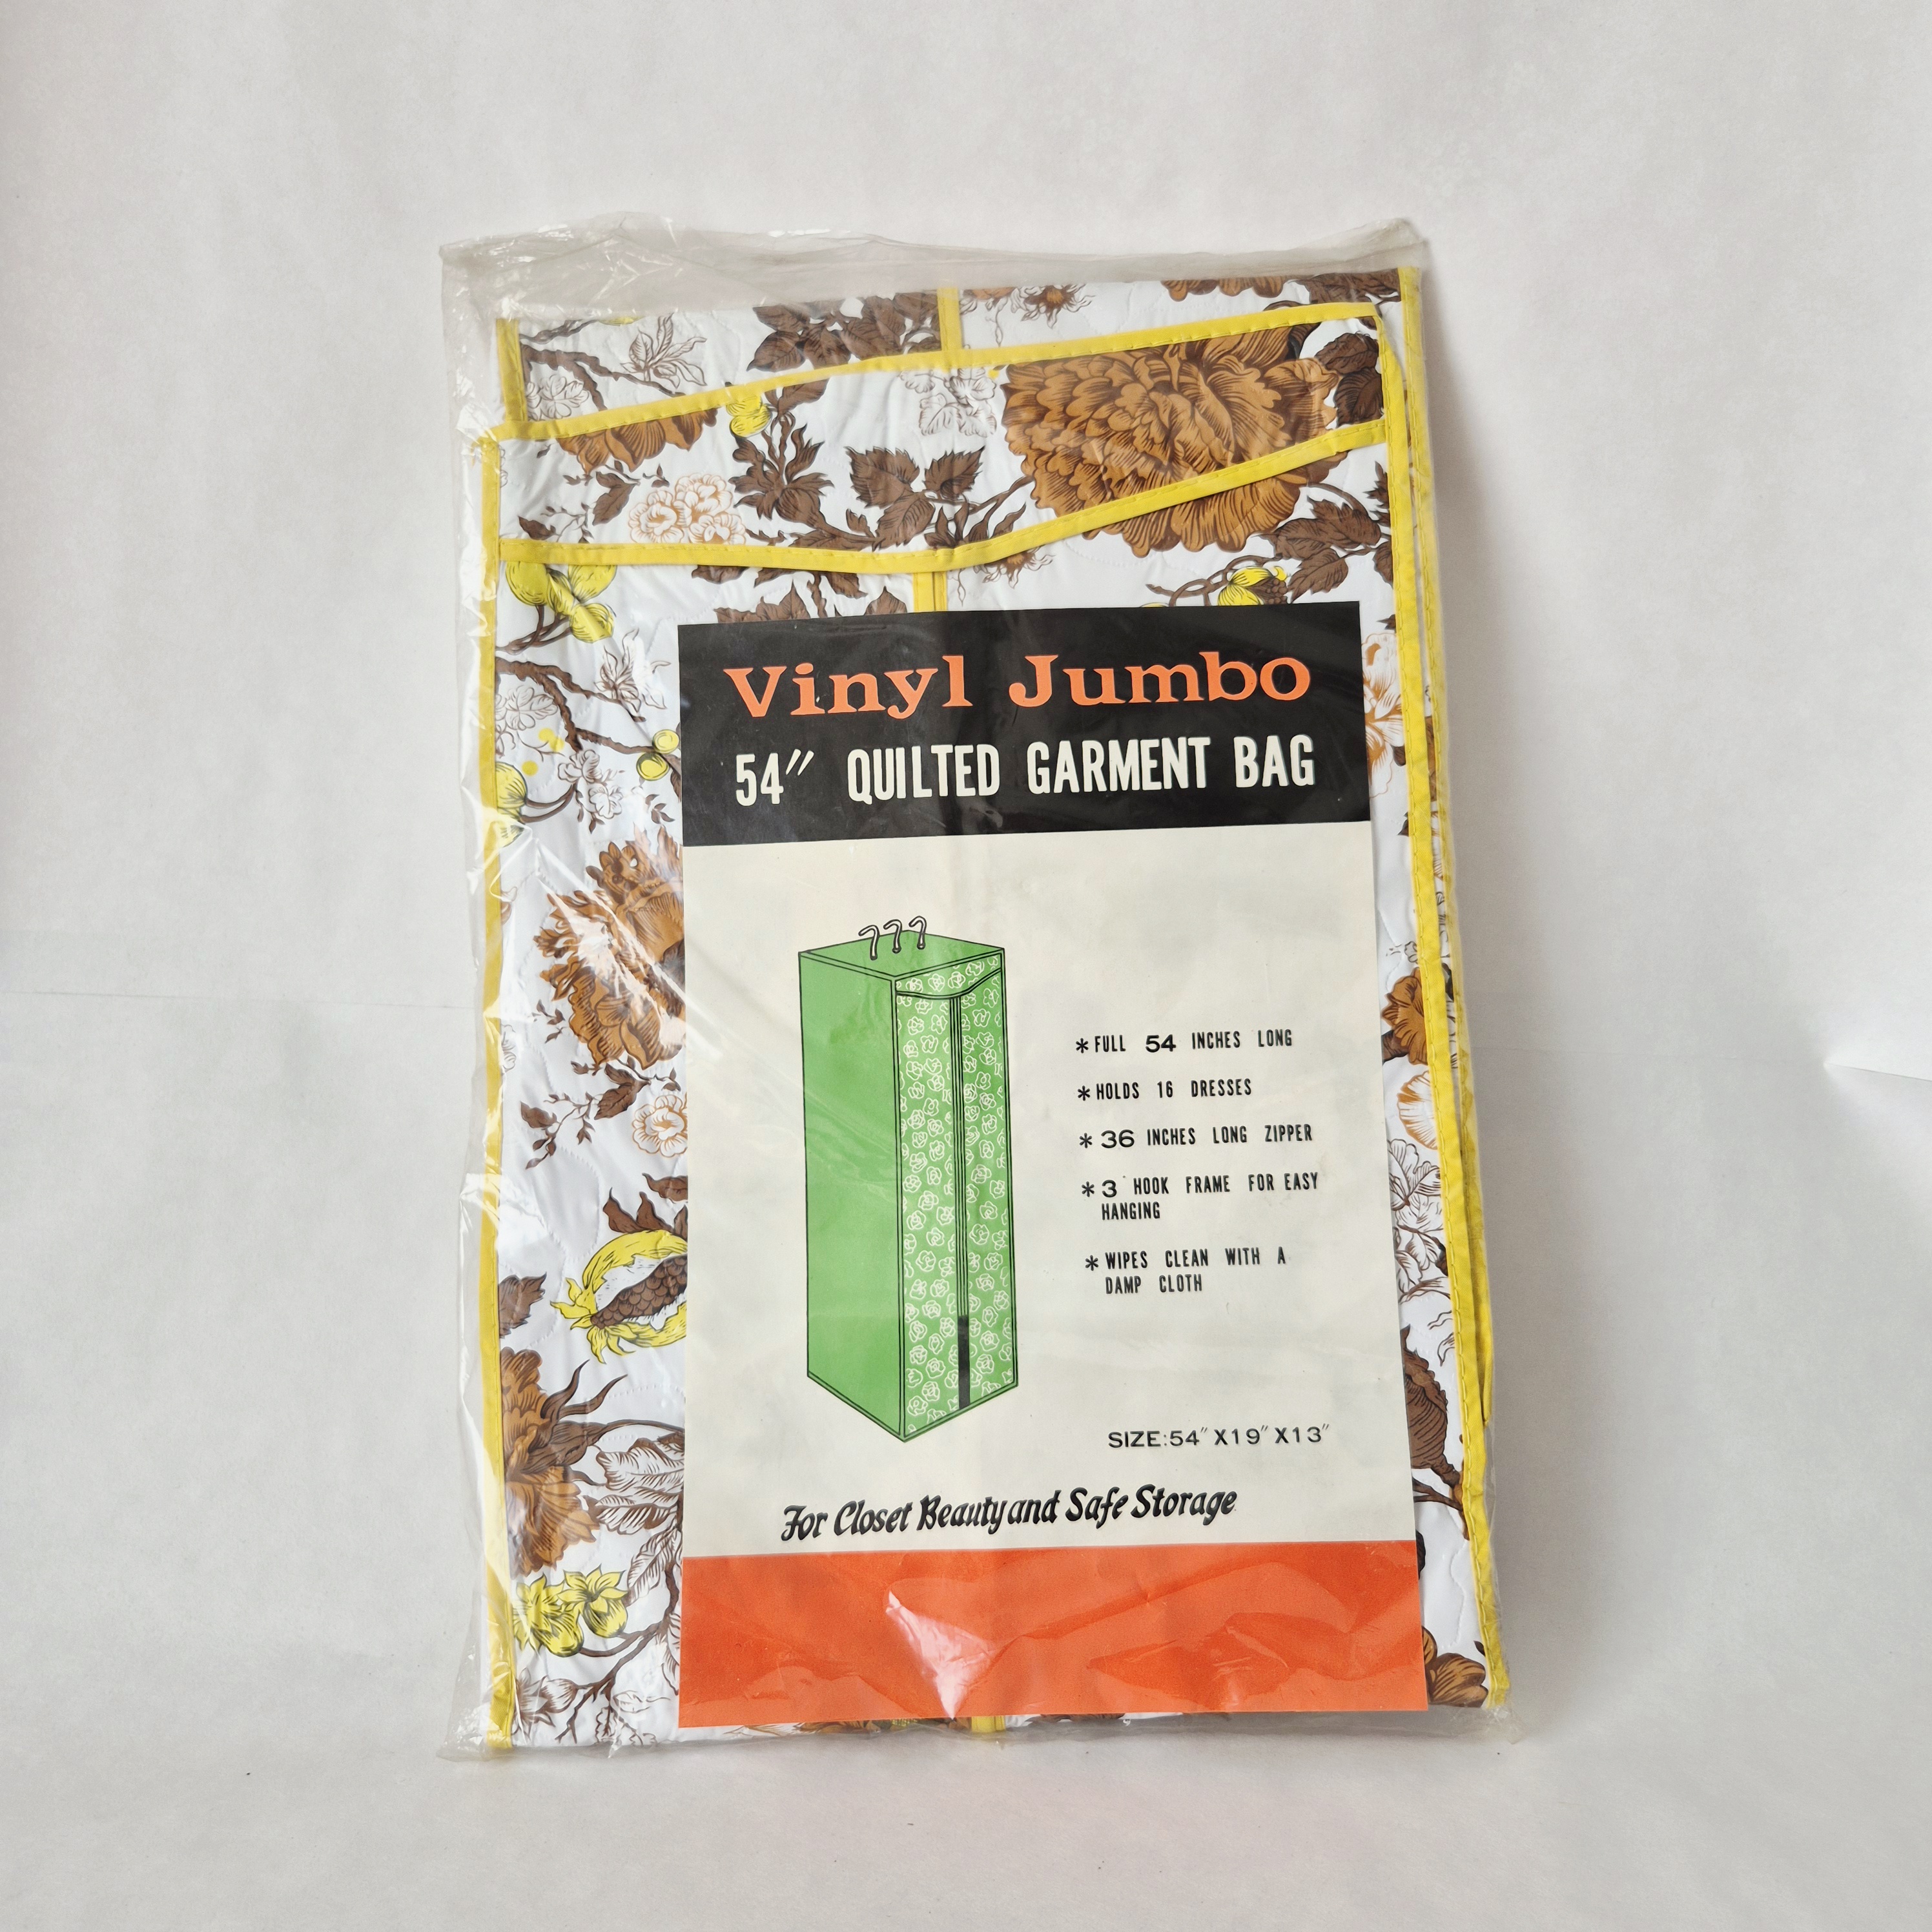 Vinyl Jumbo
54" QUILTED GARMENT BAG
* FULL 54 INCHES LONG
* HOLDS 16 DRESSES
* 36 INCHES LONG ZIPPER
* 3 HOOK FRAME FOR EASY
HANGING
* WIPES CLEAN WITH A
DAMP CLOTH
SIZE:54"X19"X13"
For Closet Beauty and Safe Storage